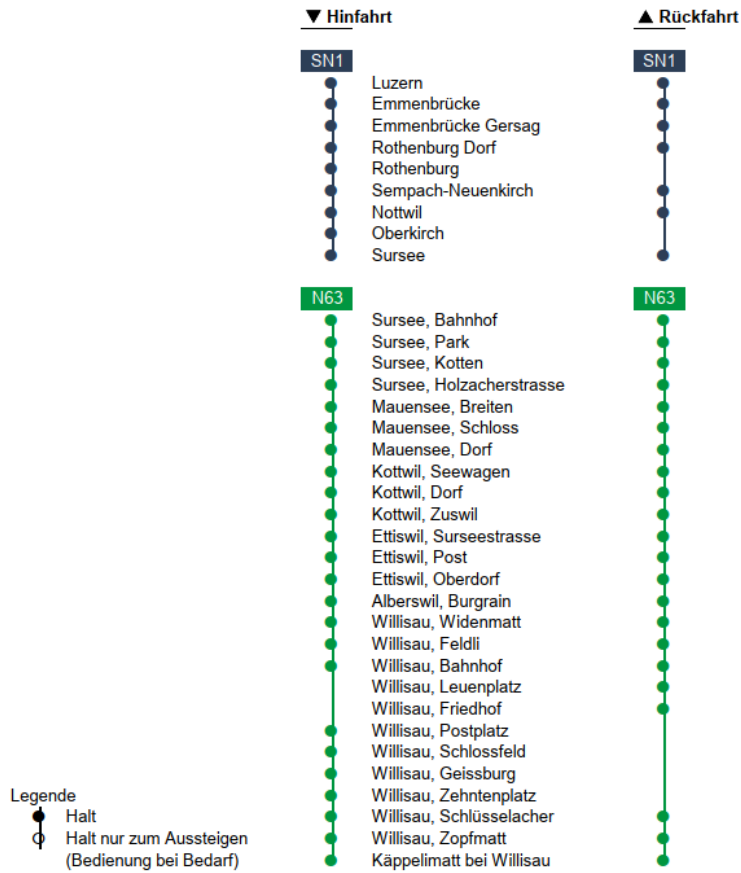 ▼ Hinfahrt ▲ Rückfahrt
SN1 SN1
Luzern
Emmenbrücke
Emmenbrücke Gersag
Rothenburg Dorf
Rothenburg
Sempach-Neuenkirch
Nottwil
Oberkirch
Sursee
N63 N63
Sursee, Bahnhof
Sursee, Park
Sursee, Kotten
Sursee, Holzacherstrasse
Mauensee, Breiten
Mauensee, Schloss
Mauensee, Dorf
Kottwil, Seewagen
Kottwil, Dorf
Kottwil, Zuswil
Ettiswil, Surseestrasse
Ettiswil, Post
Ettiswil, Oberdorf
Alberswil, Burgrain
Willisau, Widenmatt
Willisau, Feldli
Willisau, Bahnhof
Willisau, Leuenplatz
Willisau, Friedhof
Willisau, Postplatz
Willisau, Schlossfeld
Willisau, Geissburg
Willisau, Zehntenplatz
Willisau, Schlüsselacher
Willisau, Zopfmatt
Käppelimatt bei Willisau
Legende
Halt
Halt nur zum Aussteigen
(Bedienung bei Bedarf)